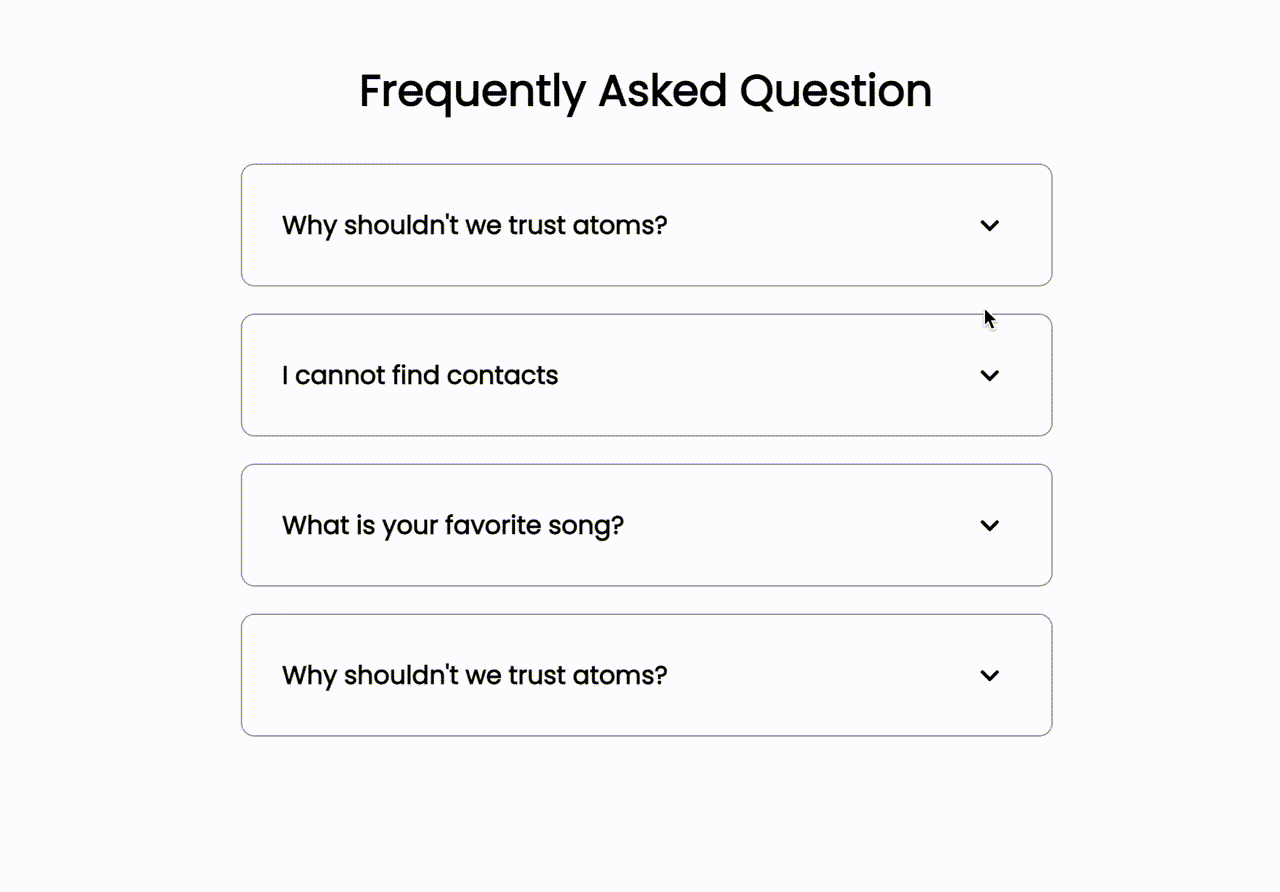 Frequently Asked Question
Why shouldn't we trust atoms?
I cannot find contacts
What is your favorite song?
Why shouldn't we trust atoms?